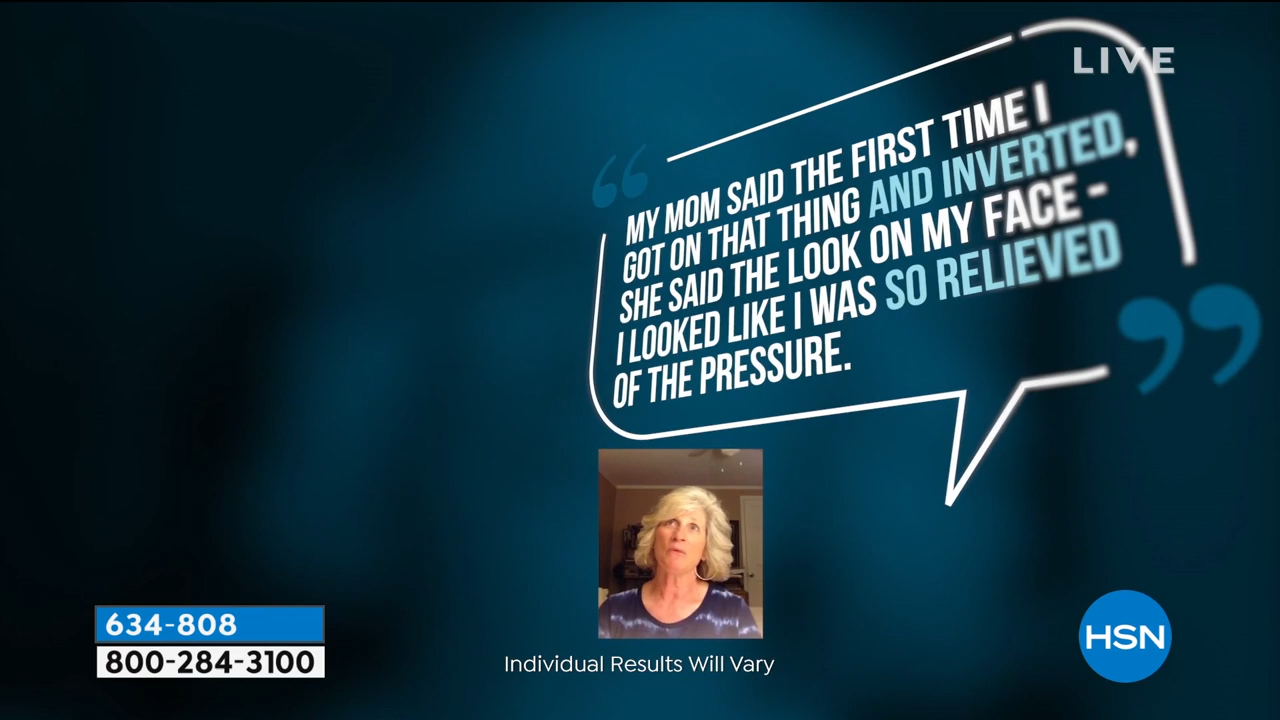 LIVE
“ MY MOM SAID THE FIRST TIME I
GOT ON THAT THING AND INVERTED,
SHE SAID THE LOOK ON MY FACE -
I LOOKED LIKE I WAS SO RELIEVED
OF THE PRESSURE. ”
634-808
800-284-3100
Individual Results Will Vary
HSN